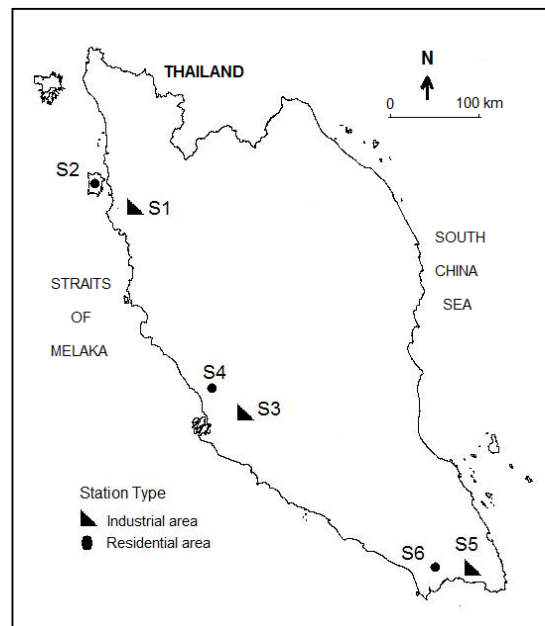 THAILAND
N
0 100 km
S2
S1
SOUTH
CHINA
SEA
STRAITS
OF
MELAKA
S4
S3
Station Type
Industrial area
Residential area
S6
S5